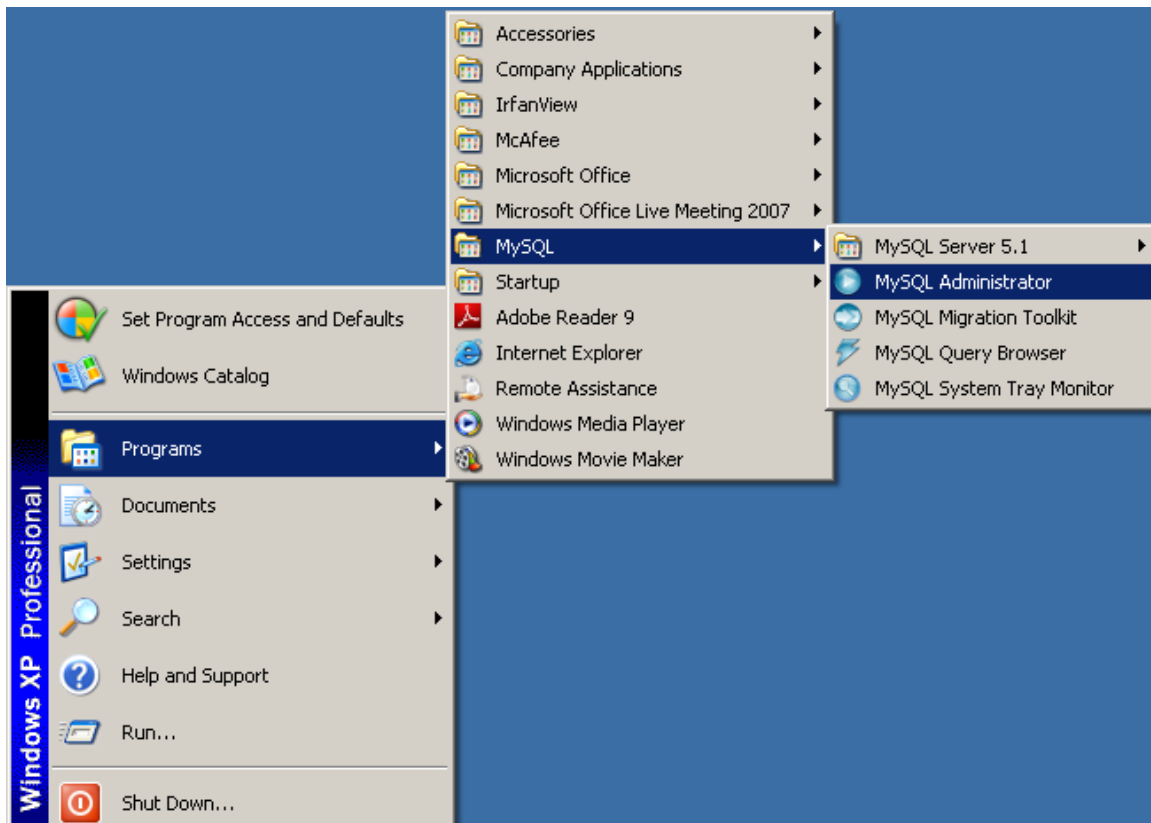 Accessories
Company Applications
IrfanView
McAfee
Microsoft Office
Microsoft Office Live Meeting 2007
MySQL
Startup
Adobe Reader 9
Internet Explorer
Remote Assistance
Windows Media Player
Windows Movie Maker
MySQL Server 5.1
MySQL Administrator
MySQL Migration Toolkit
MySQL Query Browser
MySQL System Tray Monitor
Set Program Access and Defaults
Windows Catalog
Programs
Documents
Settings
Search
Help and Support
Run...
Shut Down...
Windows XP Professional